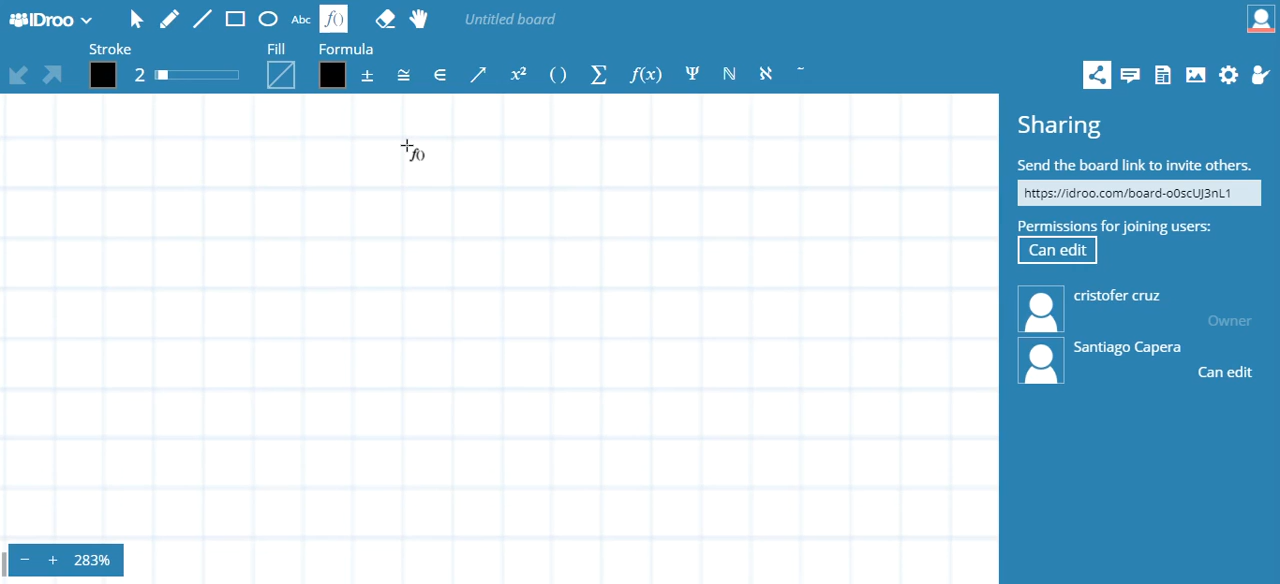 IDroo Abc f() Untitled board
Stroke Fill Formula
2 ± ≅ ∈ x² ( ) ∑ f(x) Ψ ℕ ℵ ~
f()
Sharing
Send the board link to invite others.
https://idroo.com/board-o0scUJ3nL1
Permissions for joining users:
Can edit
cristofer cruz
Owner
Santiago Capera
Can edit
− + 283%